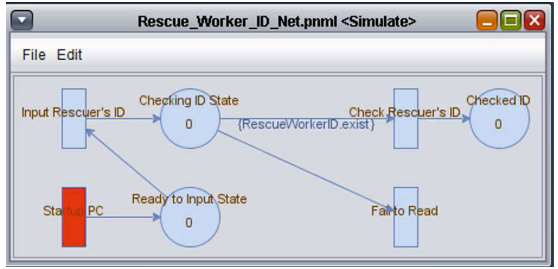 Rescue_Worker_ID_Net.pnml <Simulate>
File Edit
Input Rescuer's ID
Checking ID State
0
{RescueWorkerID.exist}
Check Rescuer's ID
Checked ID
0
Startup PC
Ready to Input State
0
Fail to Read